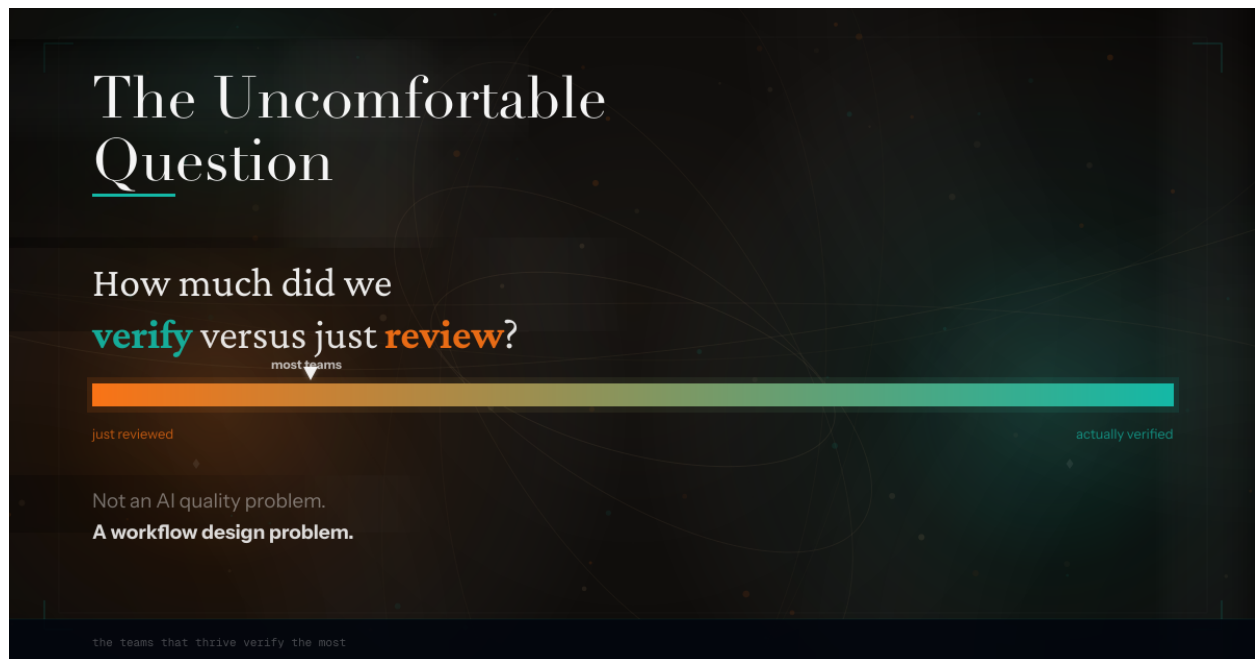 The Uncomfortable
Question
How much did we
verify versus just review?
most teams
just reviewed
actually verified
Not an AI quality problem.
A workflow design problem.
the teams that thrive verify the most